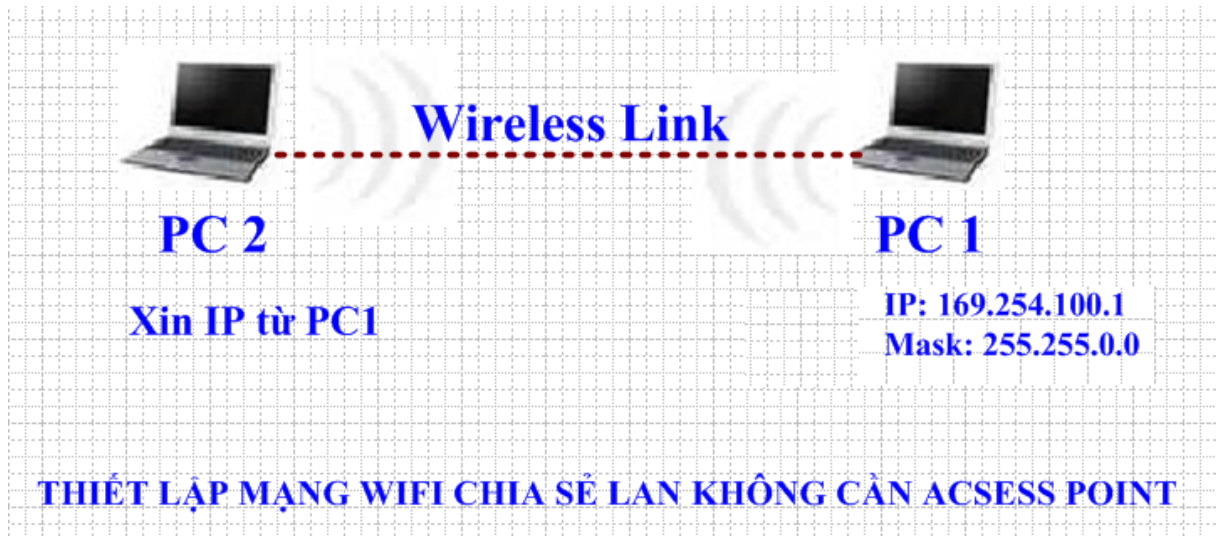 Wireless Link
PC 2
PC 1
Xin IP từ PC1
IP: 169.254.100.1
Mask: 255.255.0.0
THIẾT LẬP MẠNG WIFI CHIA SẺ LAN KHÔNG CẦN ACSESS POINT